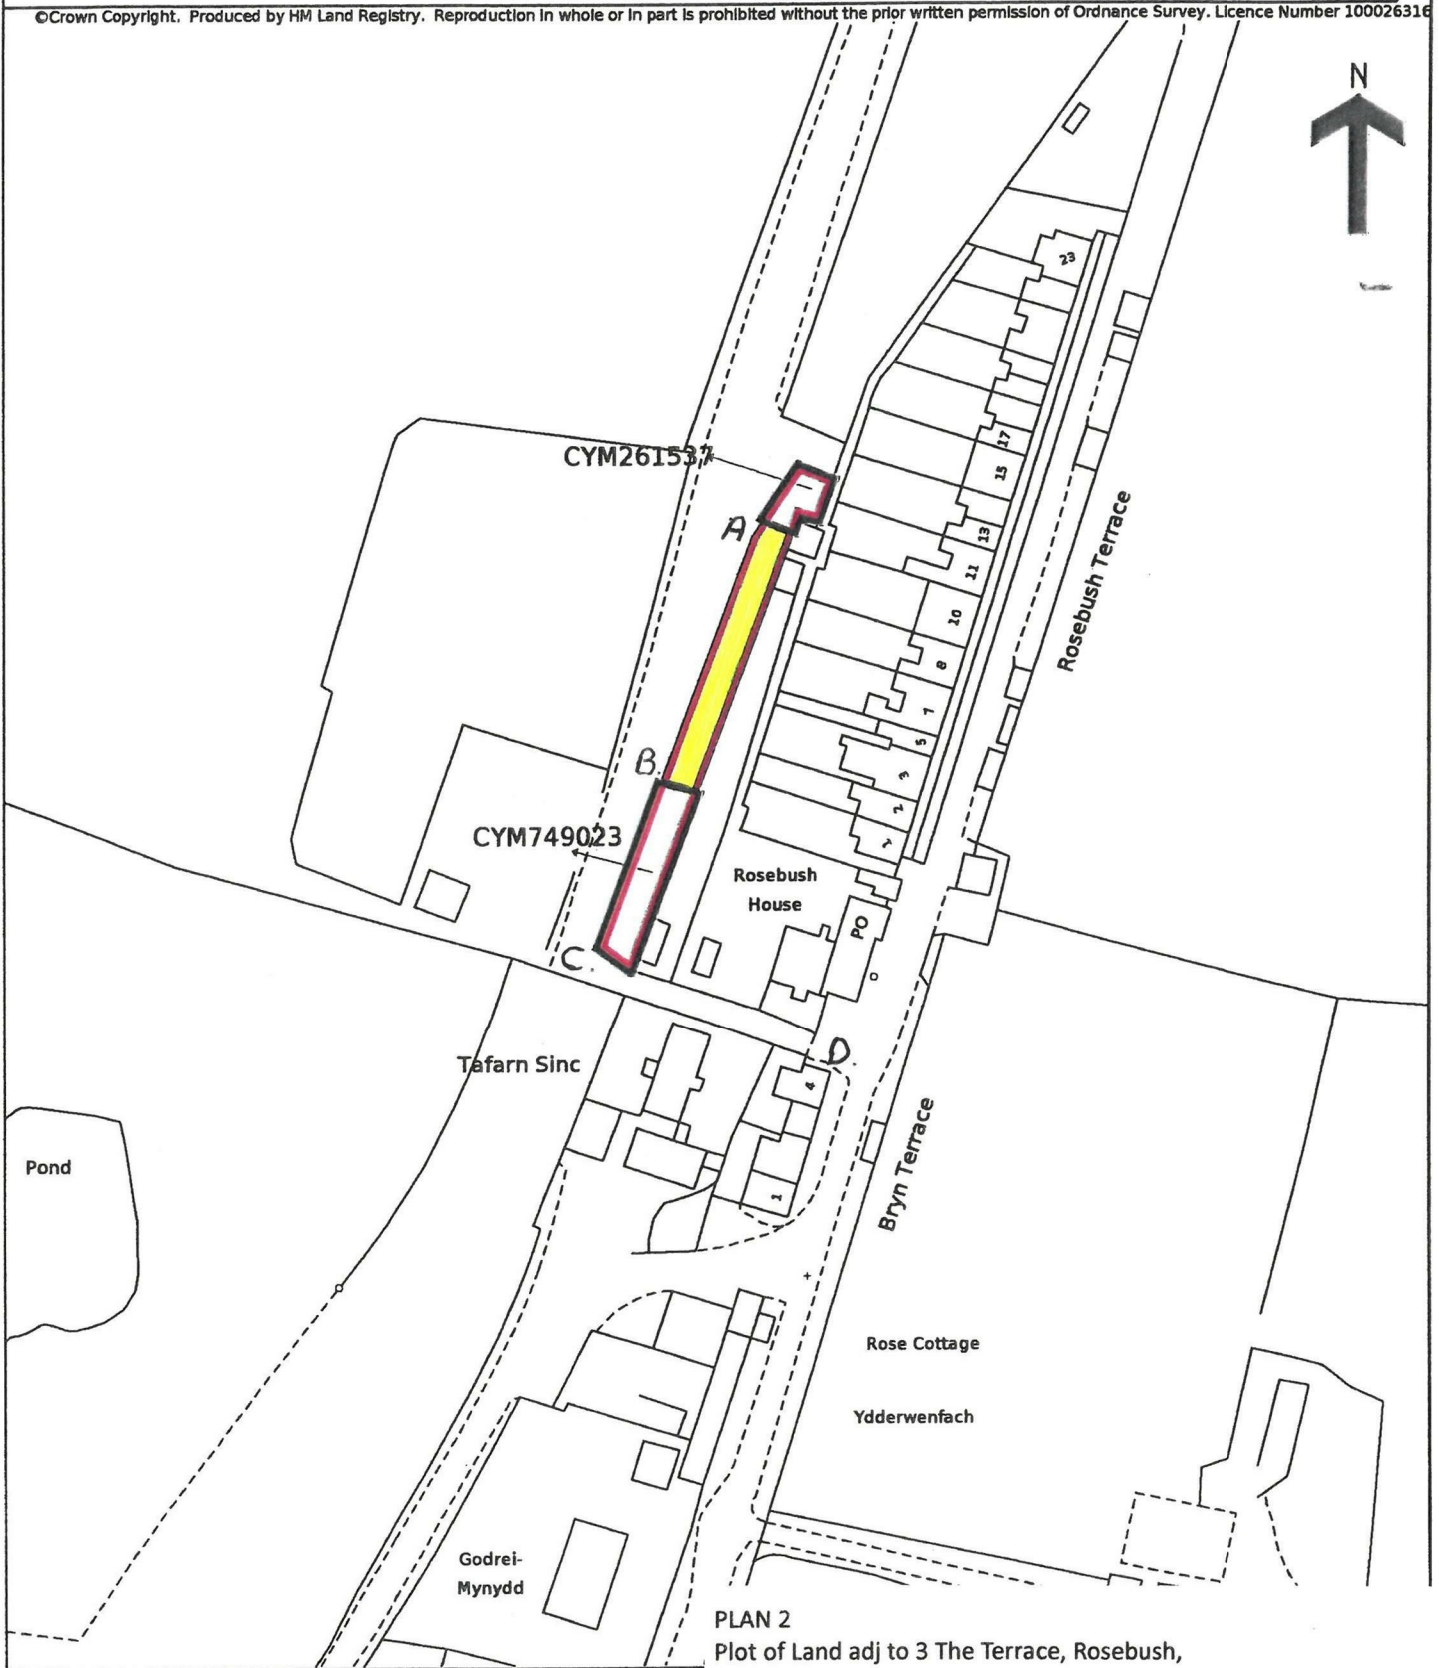 ©Crown Copyright. Produced by HM Land Registry. Reproduction in whole or in part is prohibited without the prior written permission of Ordnance Survey. Licence Number 100026316
N
23
CYM261537
17
15
A
13
11
Rosebush Terrace
10
8
7
5
B.
3
2
CYM749023
1
Rosebush
House
PO
C.
D.
Tafarn Sinc
4
Bryn Terrace
Pond
1
Rose Cottage
Ydderwenfach
Godrei-
Mynydd
PLAN 2
Plot of Land adj to 3 The Terrace, Rosebush,